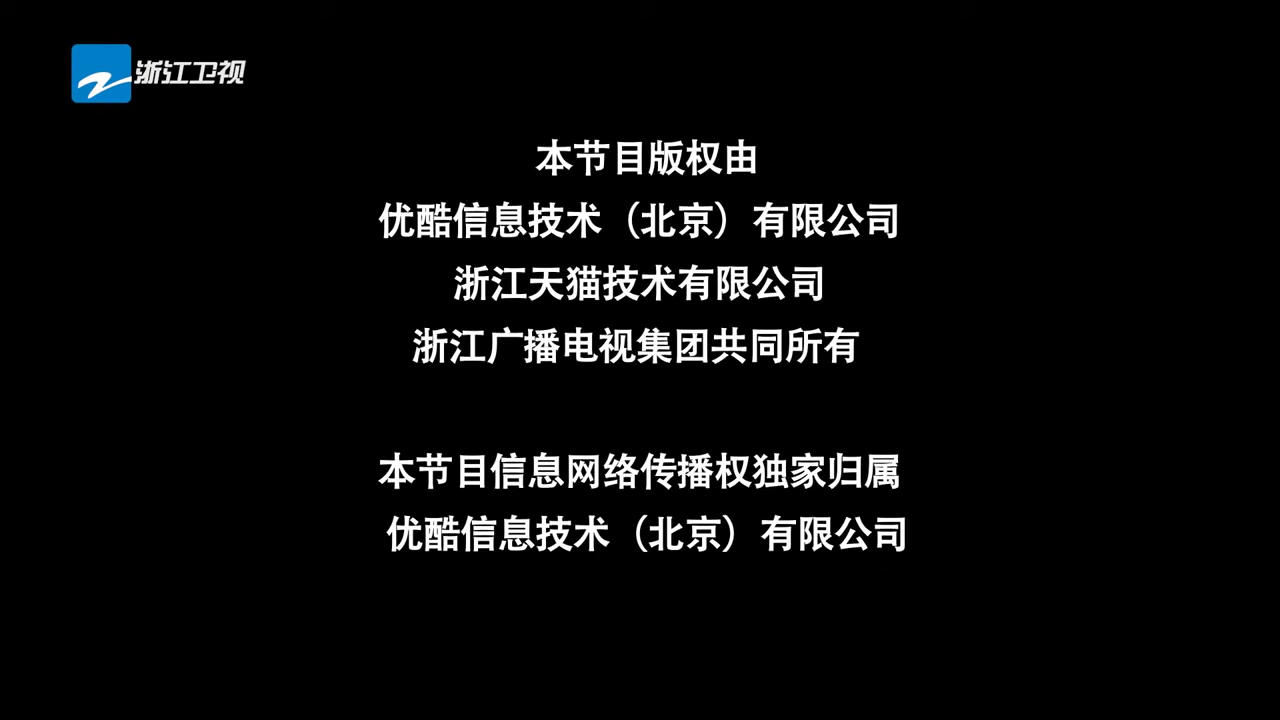 浙江卫视
本节目版权由
优酷信息技术（北京）有限公司
浙江天猫技术有限公司
浙江广播电视集团共同所有
本节目信息网络传播权独家归属
优酷信息技术（北京）有限公司